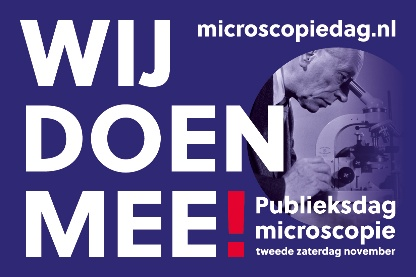 WIJ
microscopiedag.nl
DOEN
MEE!
Publieksdag
microscopie
tweede zaterdag november